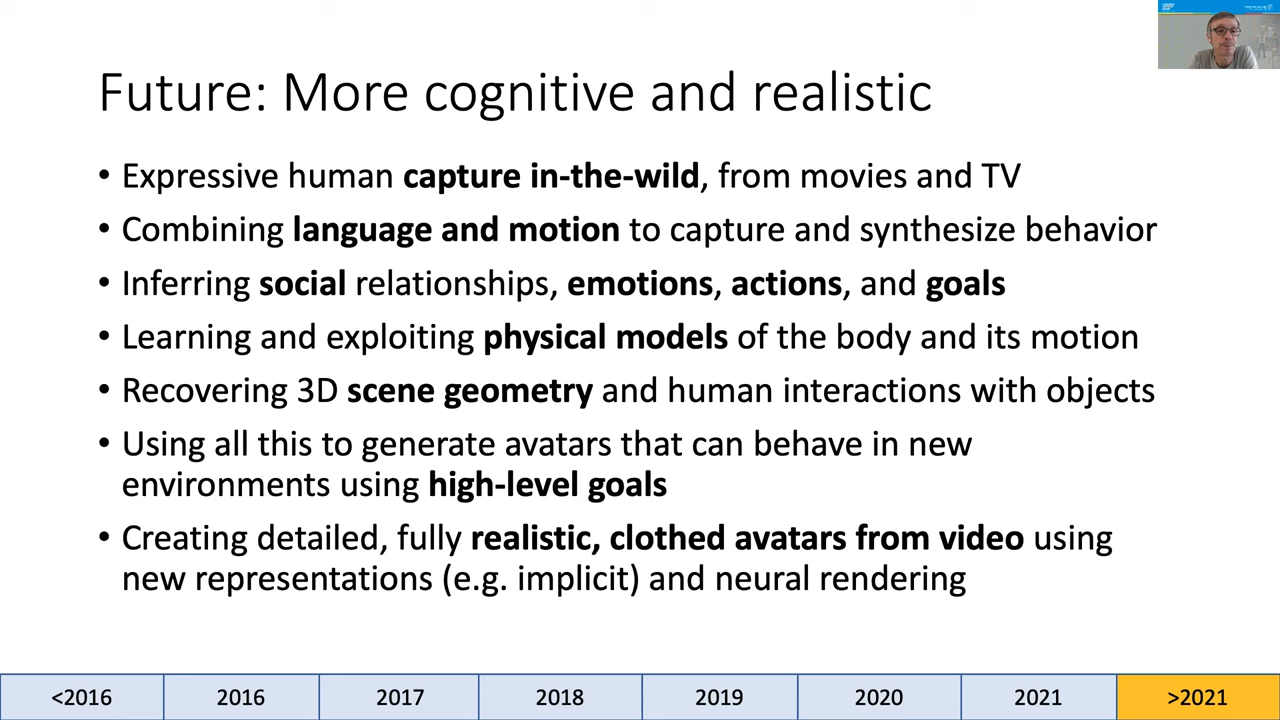 Future: More cognitive and realistic
• Expressive human capture in-the-wild, from movies and TV
• Combining language and motion to capture and synthesize behavior
• Inferring social relationships, emotions, actions, and goals
• Learning and exploiting physical models of the body and its motion
• Recovering 3D scene geometry and human interactions with objects
• Using all this to generate avatars that can behave in new
environments using high-level goals
• Creating detailed, fully realistic, clothed avatars from video using
new representations (e.g. implicit) and neural rendering
<2016 2016 2017 2018 2019 2020 2021 >2021